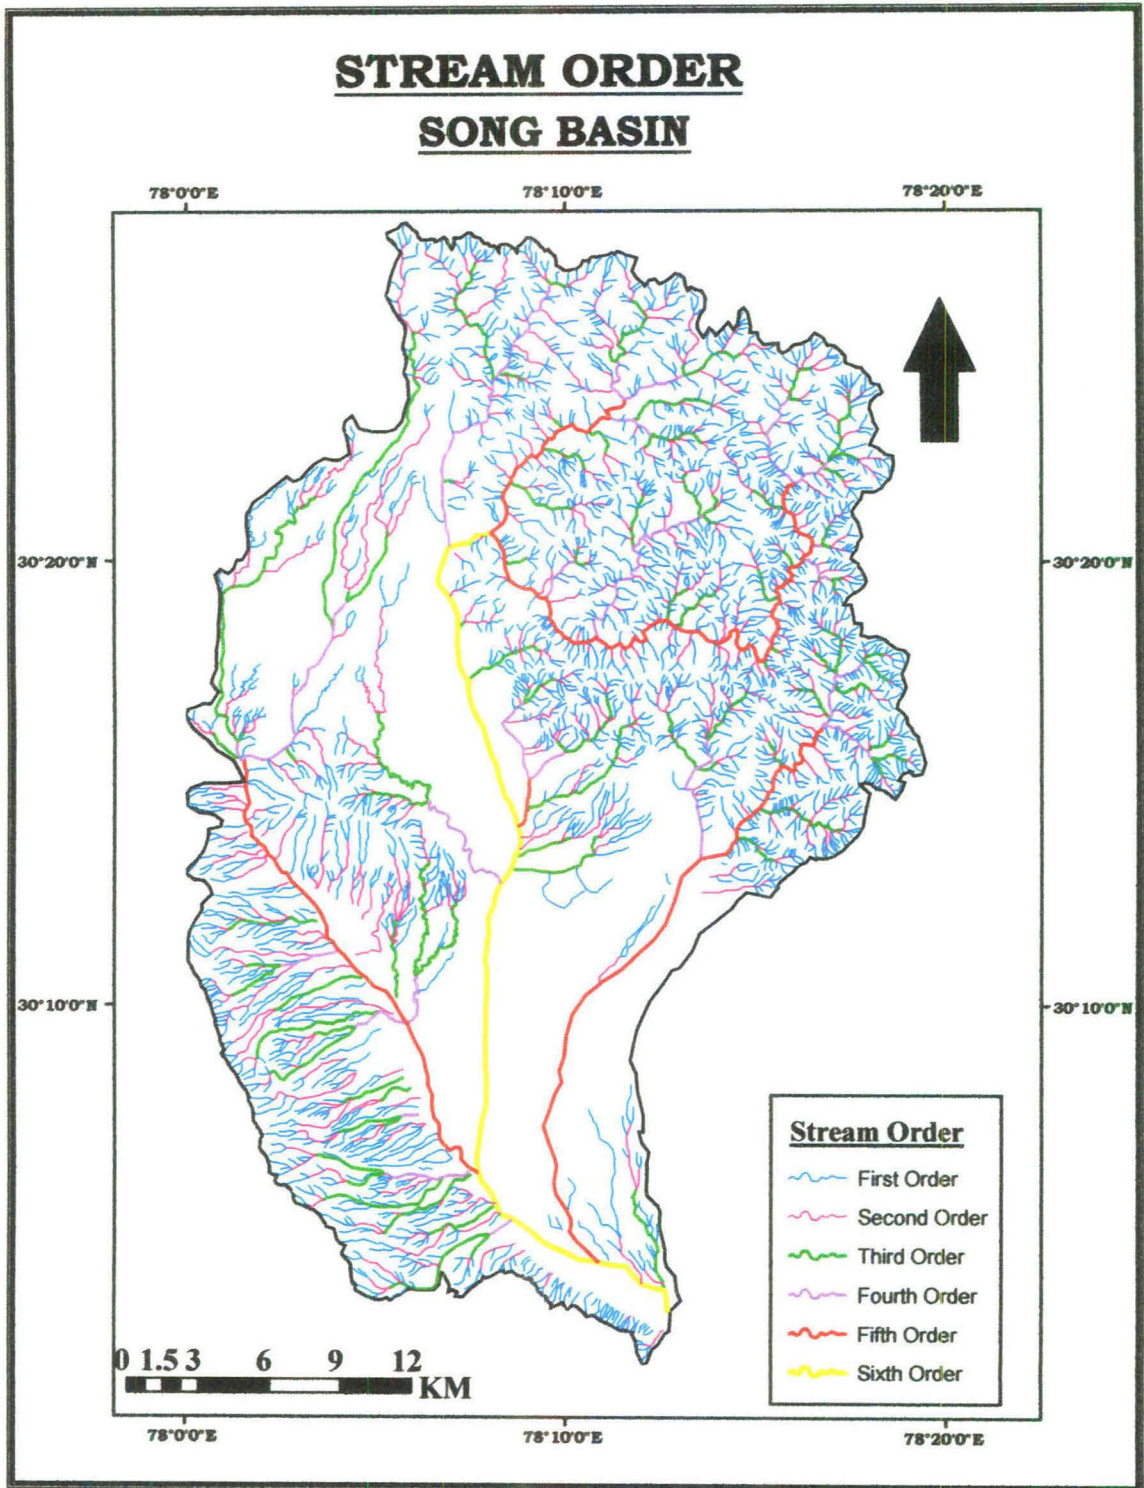 STREAM ORDER
SONG BASIN
78°0'0"E 78°10'0"E 78°20'0"E
30°20'0"N 30°20'0"N
30°10'0"N 30°10'0"N
Stream Order
First Order
Second Order
Third Order
Fourth Order
Fifth Order
Sixth Order
0 1.5 3 6 9 12
KM
78°0'0"E 78°10'0"E 78°20'0"E